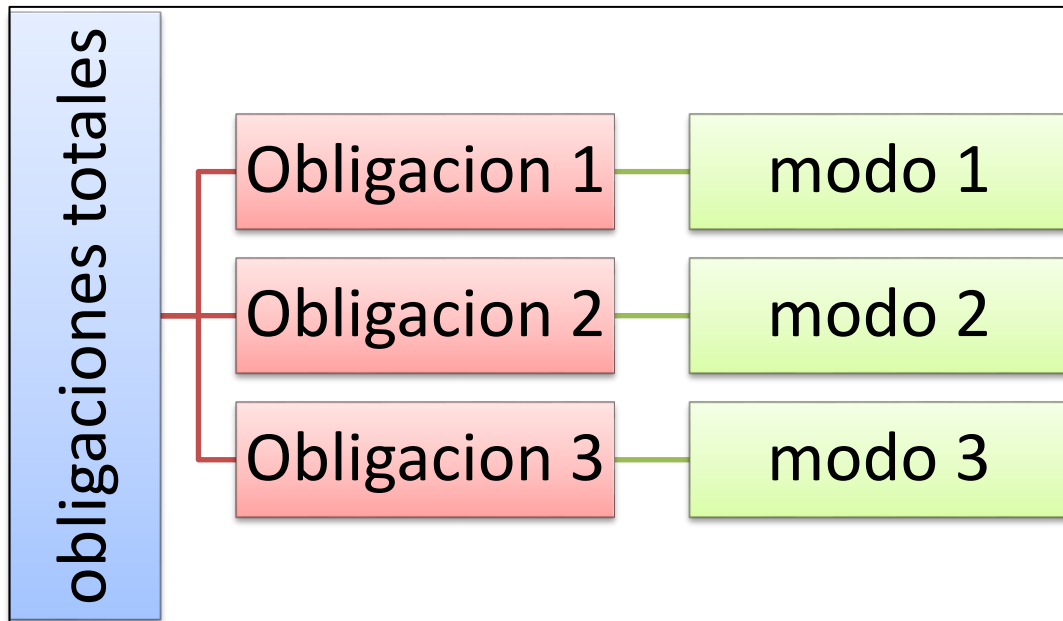 obligaciones totales
Obligacion 1
modo 1
Obligacion 2
modo 2
Obligacion 3
modo 3